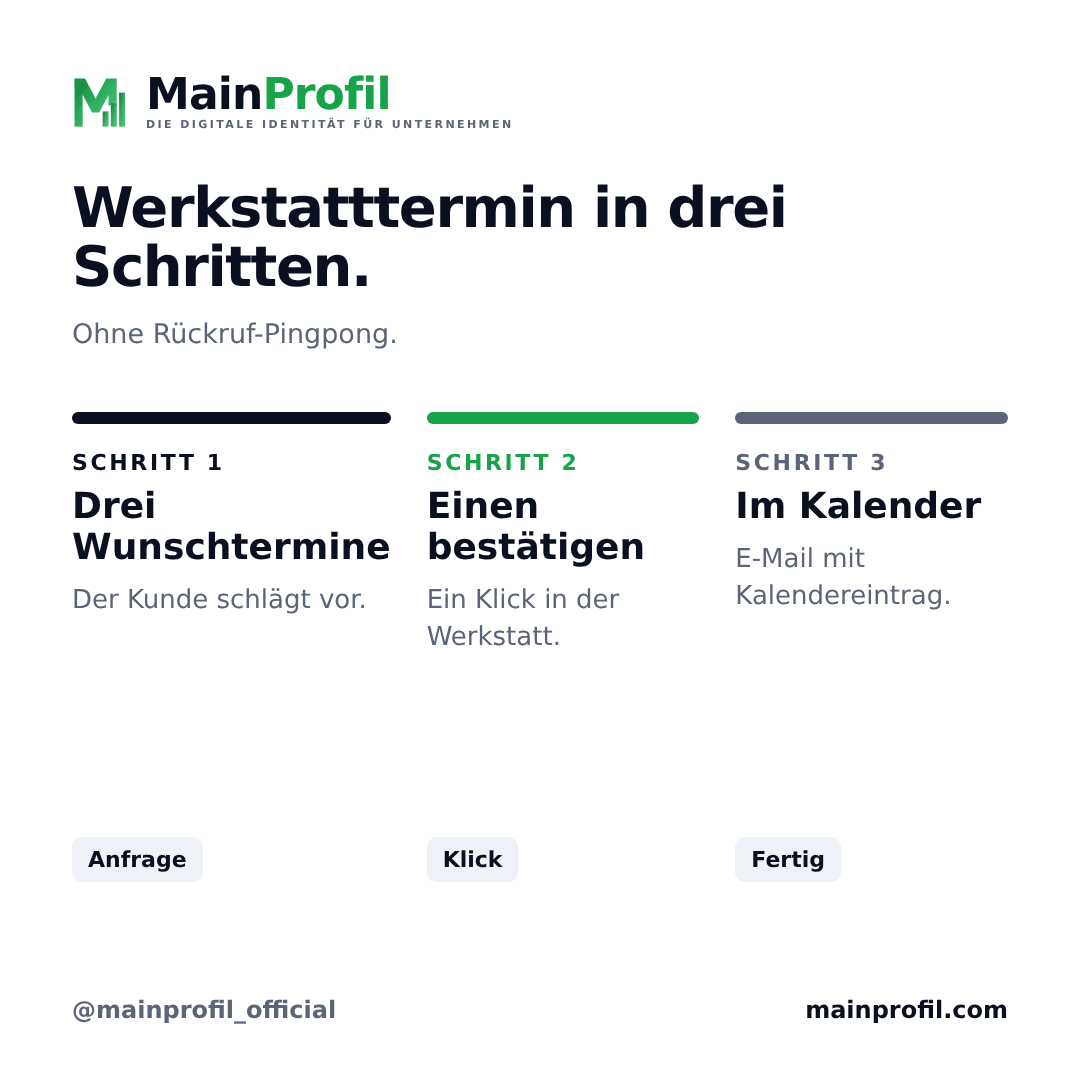 MainProfil
DIE DIGITALE IDENTITÄT FÜR UNTERNEHMEN
Werkstatttermin in drei
Schritten.
Ohne Rückruf-Pingpong.
SCHRITT 1
Drei
Wunschtermine
Der Kunde schlägt vor.
Anfrage
SCHRITT 2
Einen
bestätigen
Ein Klick in der
Werkstatt.
Klick
SCHRITT 3
Im Kalender
E-Mail mit
Kalendereintrag.
Fertig
@mainprofil_official
mainprofil.com